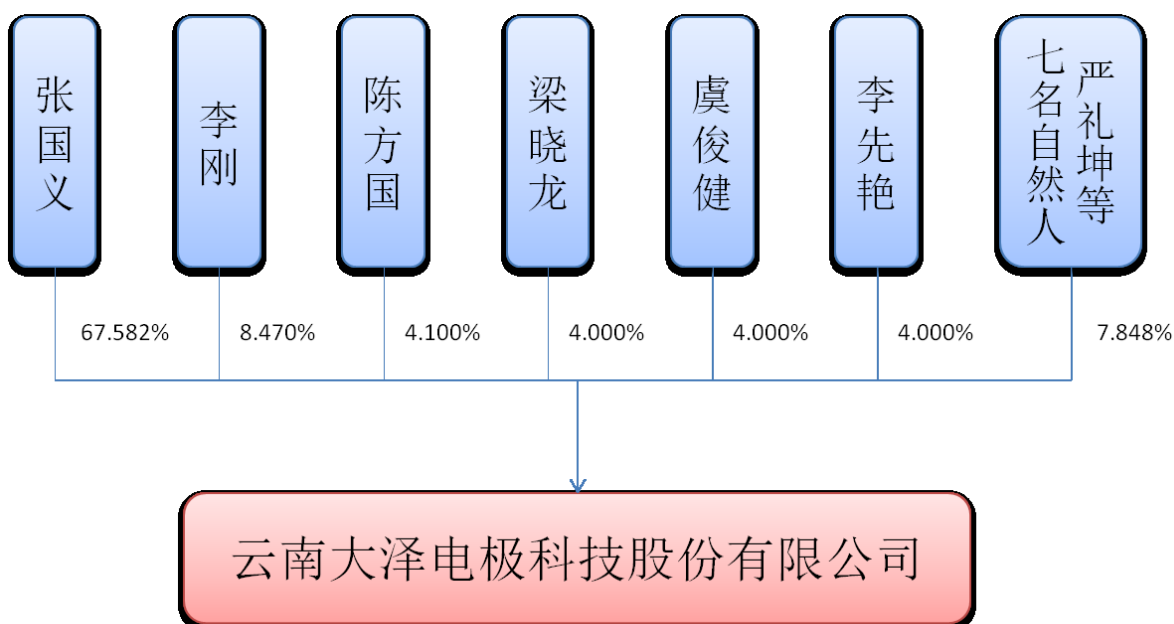 张国义
李刚
陈方国
梁晓龙
虞俊健
李先艳
严礼坤等
七名自然人
67.582%
8.470%
4.100%
4.000%
4.000%
4.000%
7.848%
云南大泽电极科技股份有限公司